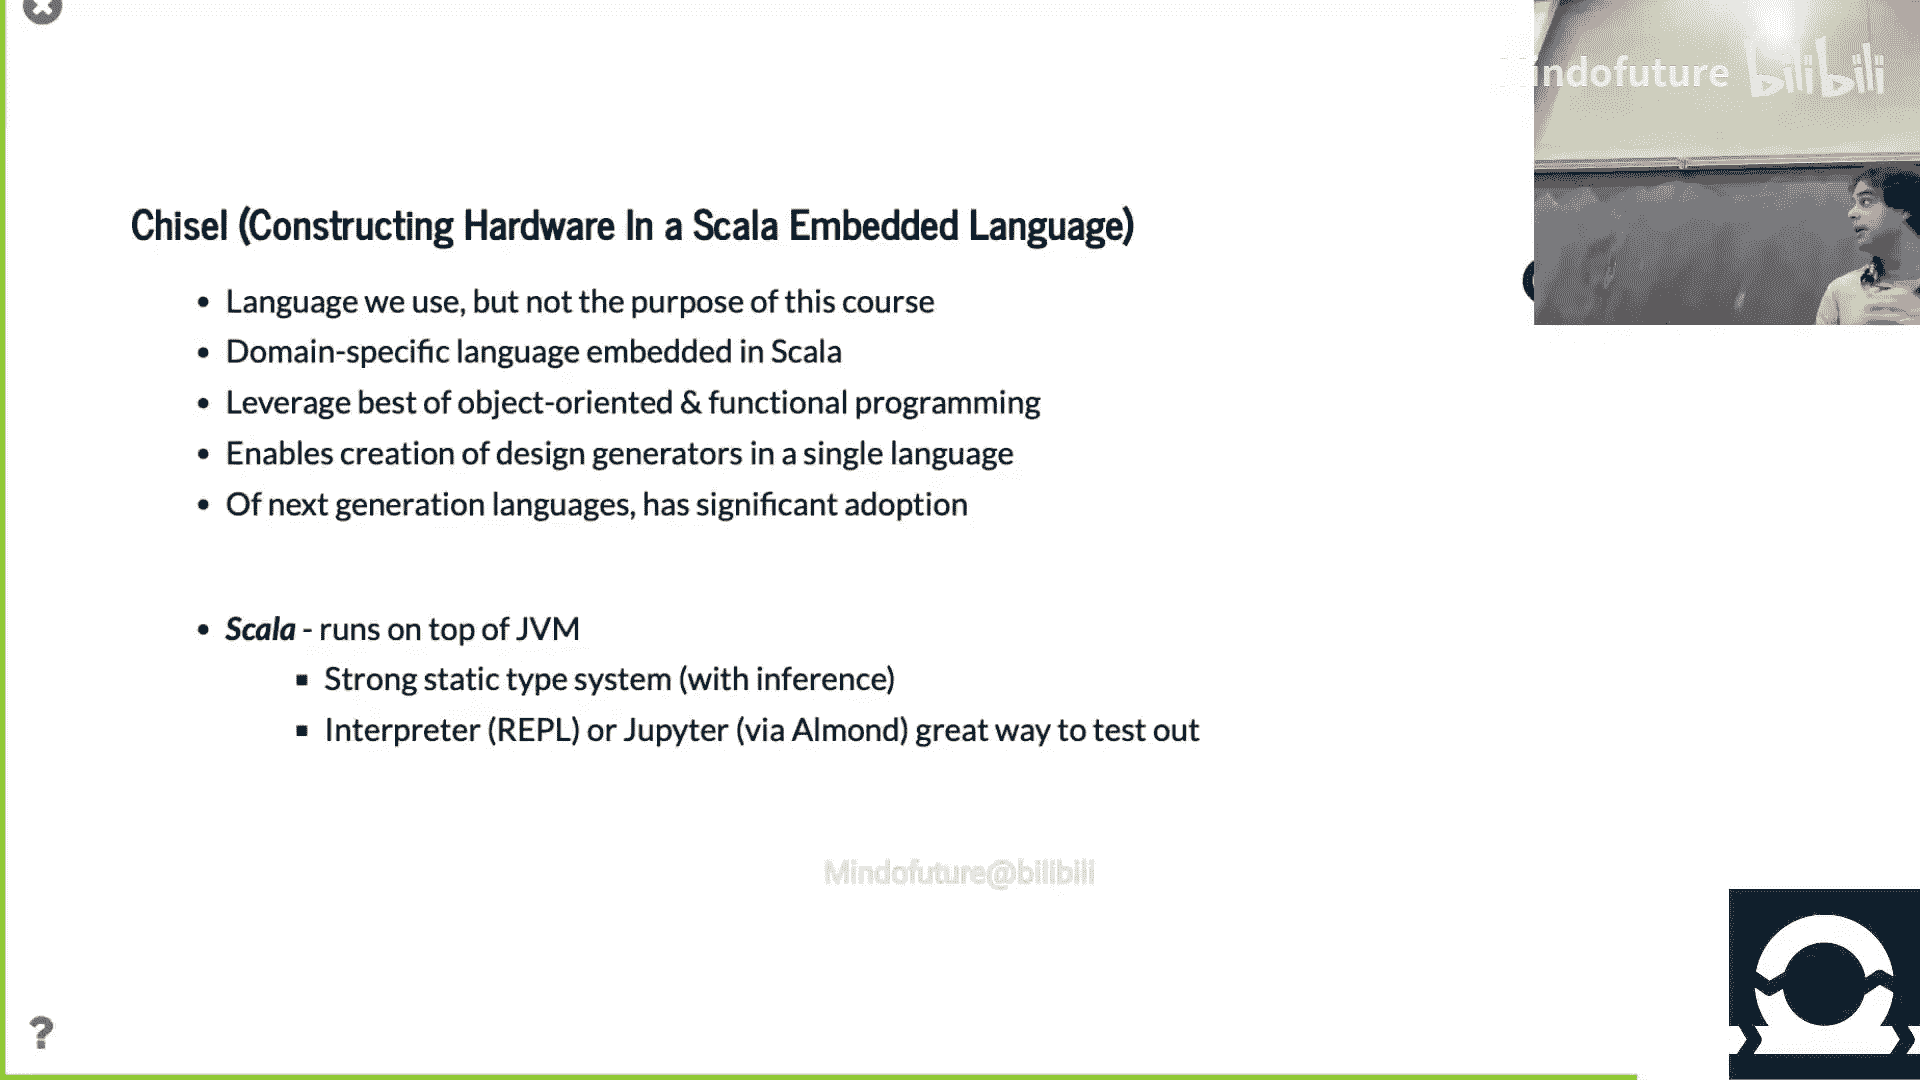 indofuture bilibili
Chisel (Constructing Hardware In a Scala Embedded Language)
• Language we use, but not the purpose of this course
• Domain-specific language embedded in Scala
• Leverage best of object-oriented & functional programming
• Enables creation of design generators in a single language
• Of next generation languages, has significant adoption
• Scala - runs on top of JVM
▪ Strong static type system (with inference)
▪ Interpreter (REPL) or Jupyter (via Almond) great way to test out
Mindofuture@bilibili
?